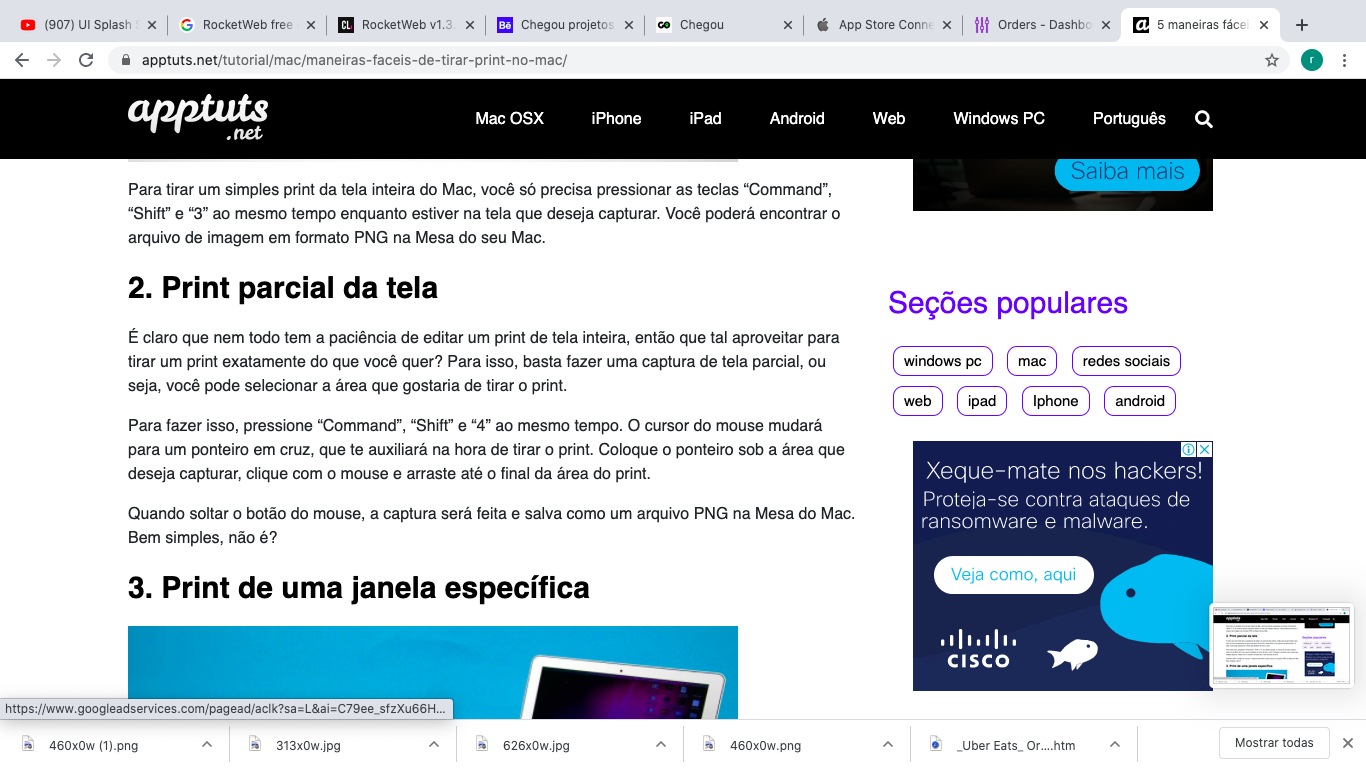 (907) UI Splash S
RocketWeb free
RocketWeb v1.3.
Chegou projetos
Chegou
App Store Conne
Orders - Dashbo
5 maneiras fácei
apptuts.net/tutorial/mac/maneiras-faceis-de-tirar-print-no-mac/
r
apptuts
.net
Mac OSX
iPhone
iPad
Android
Web
Windows PC
Português
Para tirar um simples print da tela inteira do Mac, você só precisa pressionar as teclas “Command”,
“Shift” e “3” ao mesmo tempo enquanto estiver na tela que deseja capturar. Você poderá encontrar o
arquivo de imagem em formato PNG na Mesa do seu Mac.
2. Print parcial da tela
É claro que nem todo tem a paciência de editar um print de tela inteira, então que tal aproveitar para
tirar um print exatamente do que você quer? Para isso, basta fazer uma captura de tela parcial, ou
seja, você pode selecionar a área que gostaria de tirar o print.
Para fazer isso, pressione “Command”, “Shift” e “4” ao mesmo tempo. O cursor do mouse mudará
para um ponteiro em cruz, que te auxiliará na hora de tirar o print. Coloque o ponteiro sob a área que
deseja capturar, clique com o mouse e arraste até o final da área do print.
Quando soltar o botão do mouse, a captura será feita e salva como um arquivo PNG na Mesa do Mac.
Bem simples, não é?
3. Print de uma janela específica
Saiba mais
Seções populares
windows pc
mac
redes sociais
web
ipad
Iphone
android
Xeque-mate nos hackers!
Proteja-se contra ataques de
ransomware e malware.
Veja como, aqui
CISCO
https://www.googleadservices.com/pagead/aclk?sa=L&ai=C79ee_sfzXu66H...
460x0w (1).png
313x0w.jpg
626x0w.jpg
460x0w.png
_Uber Eats_ Or....htm
Mostrar todas